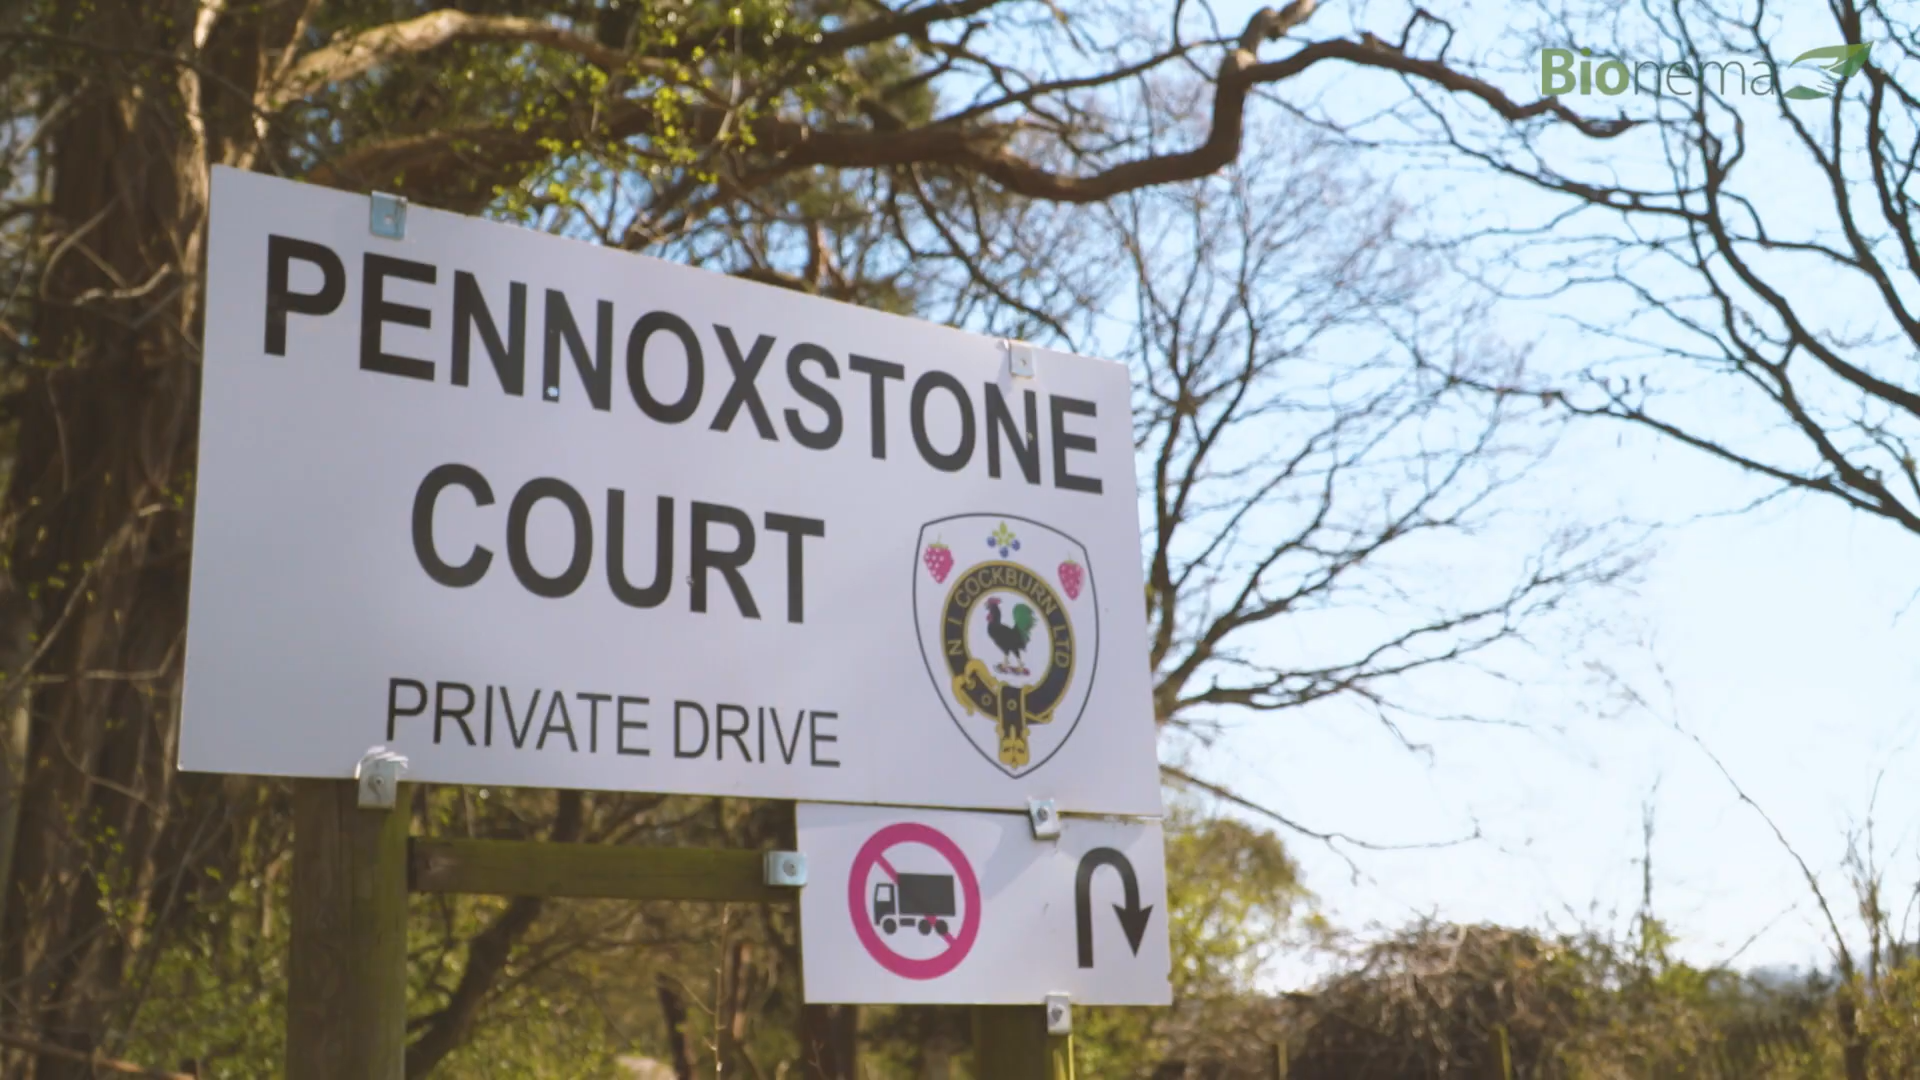 Bionema
PENNOXSTONE
COURT
N I COCKBURN LTD
PRIVATE DRIVE